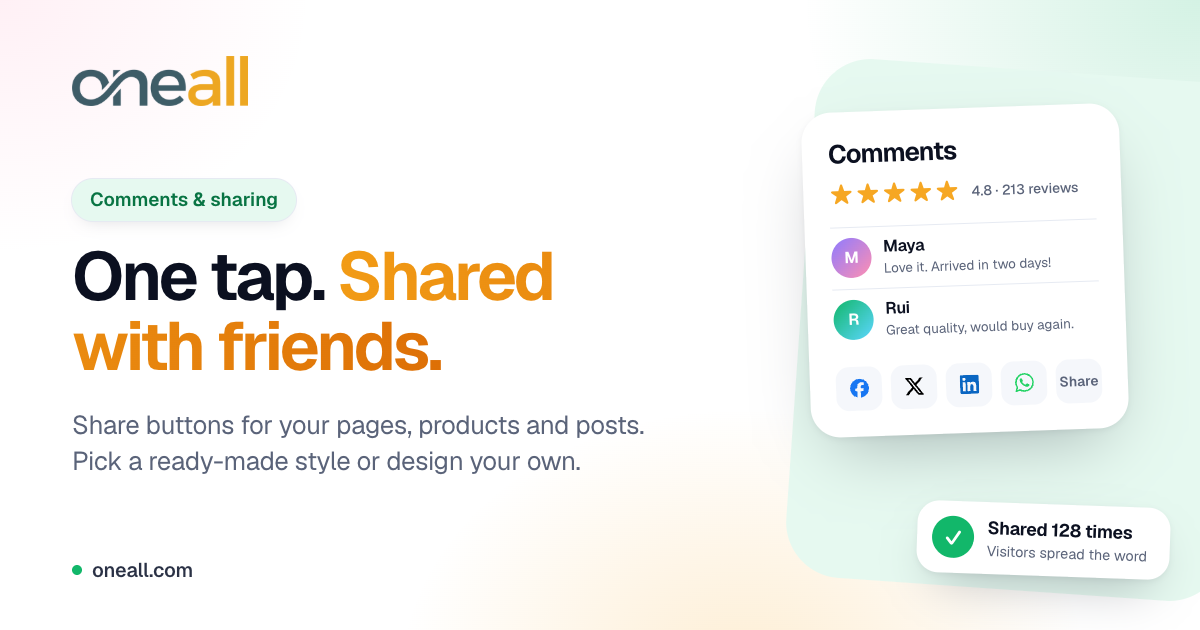 oneall
Comments & sharing
One tap. Shared
with friends.
Share buttons for your pages, products and posts.
Pick a ready-made style or design your own.
oneall.com
Comments
4.8 · 213 reviews
M
Maya
Love it. Arrived in two days!
R
Rui
Great quality, would buy again.
Share
Shared 128 times
Visitors spread the word